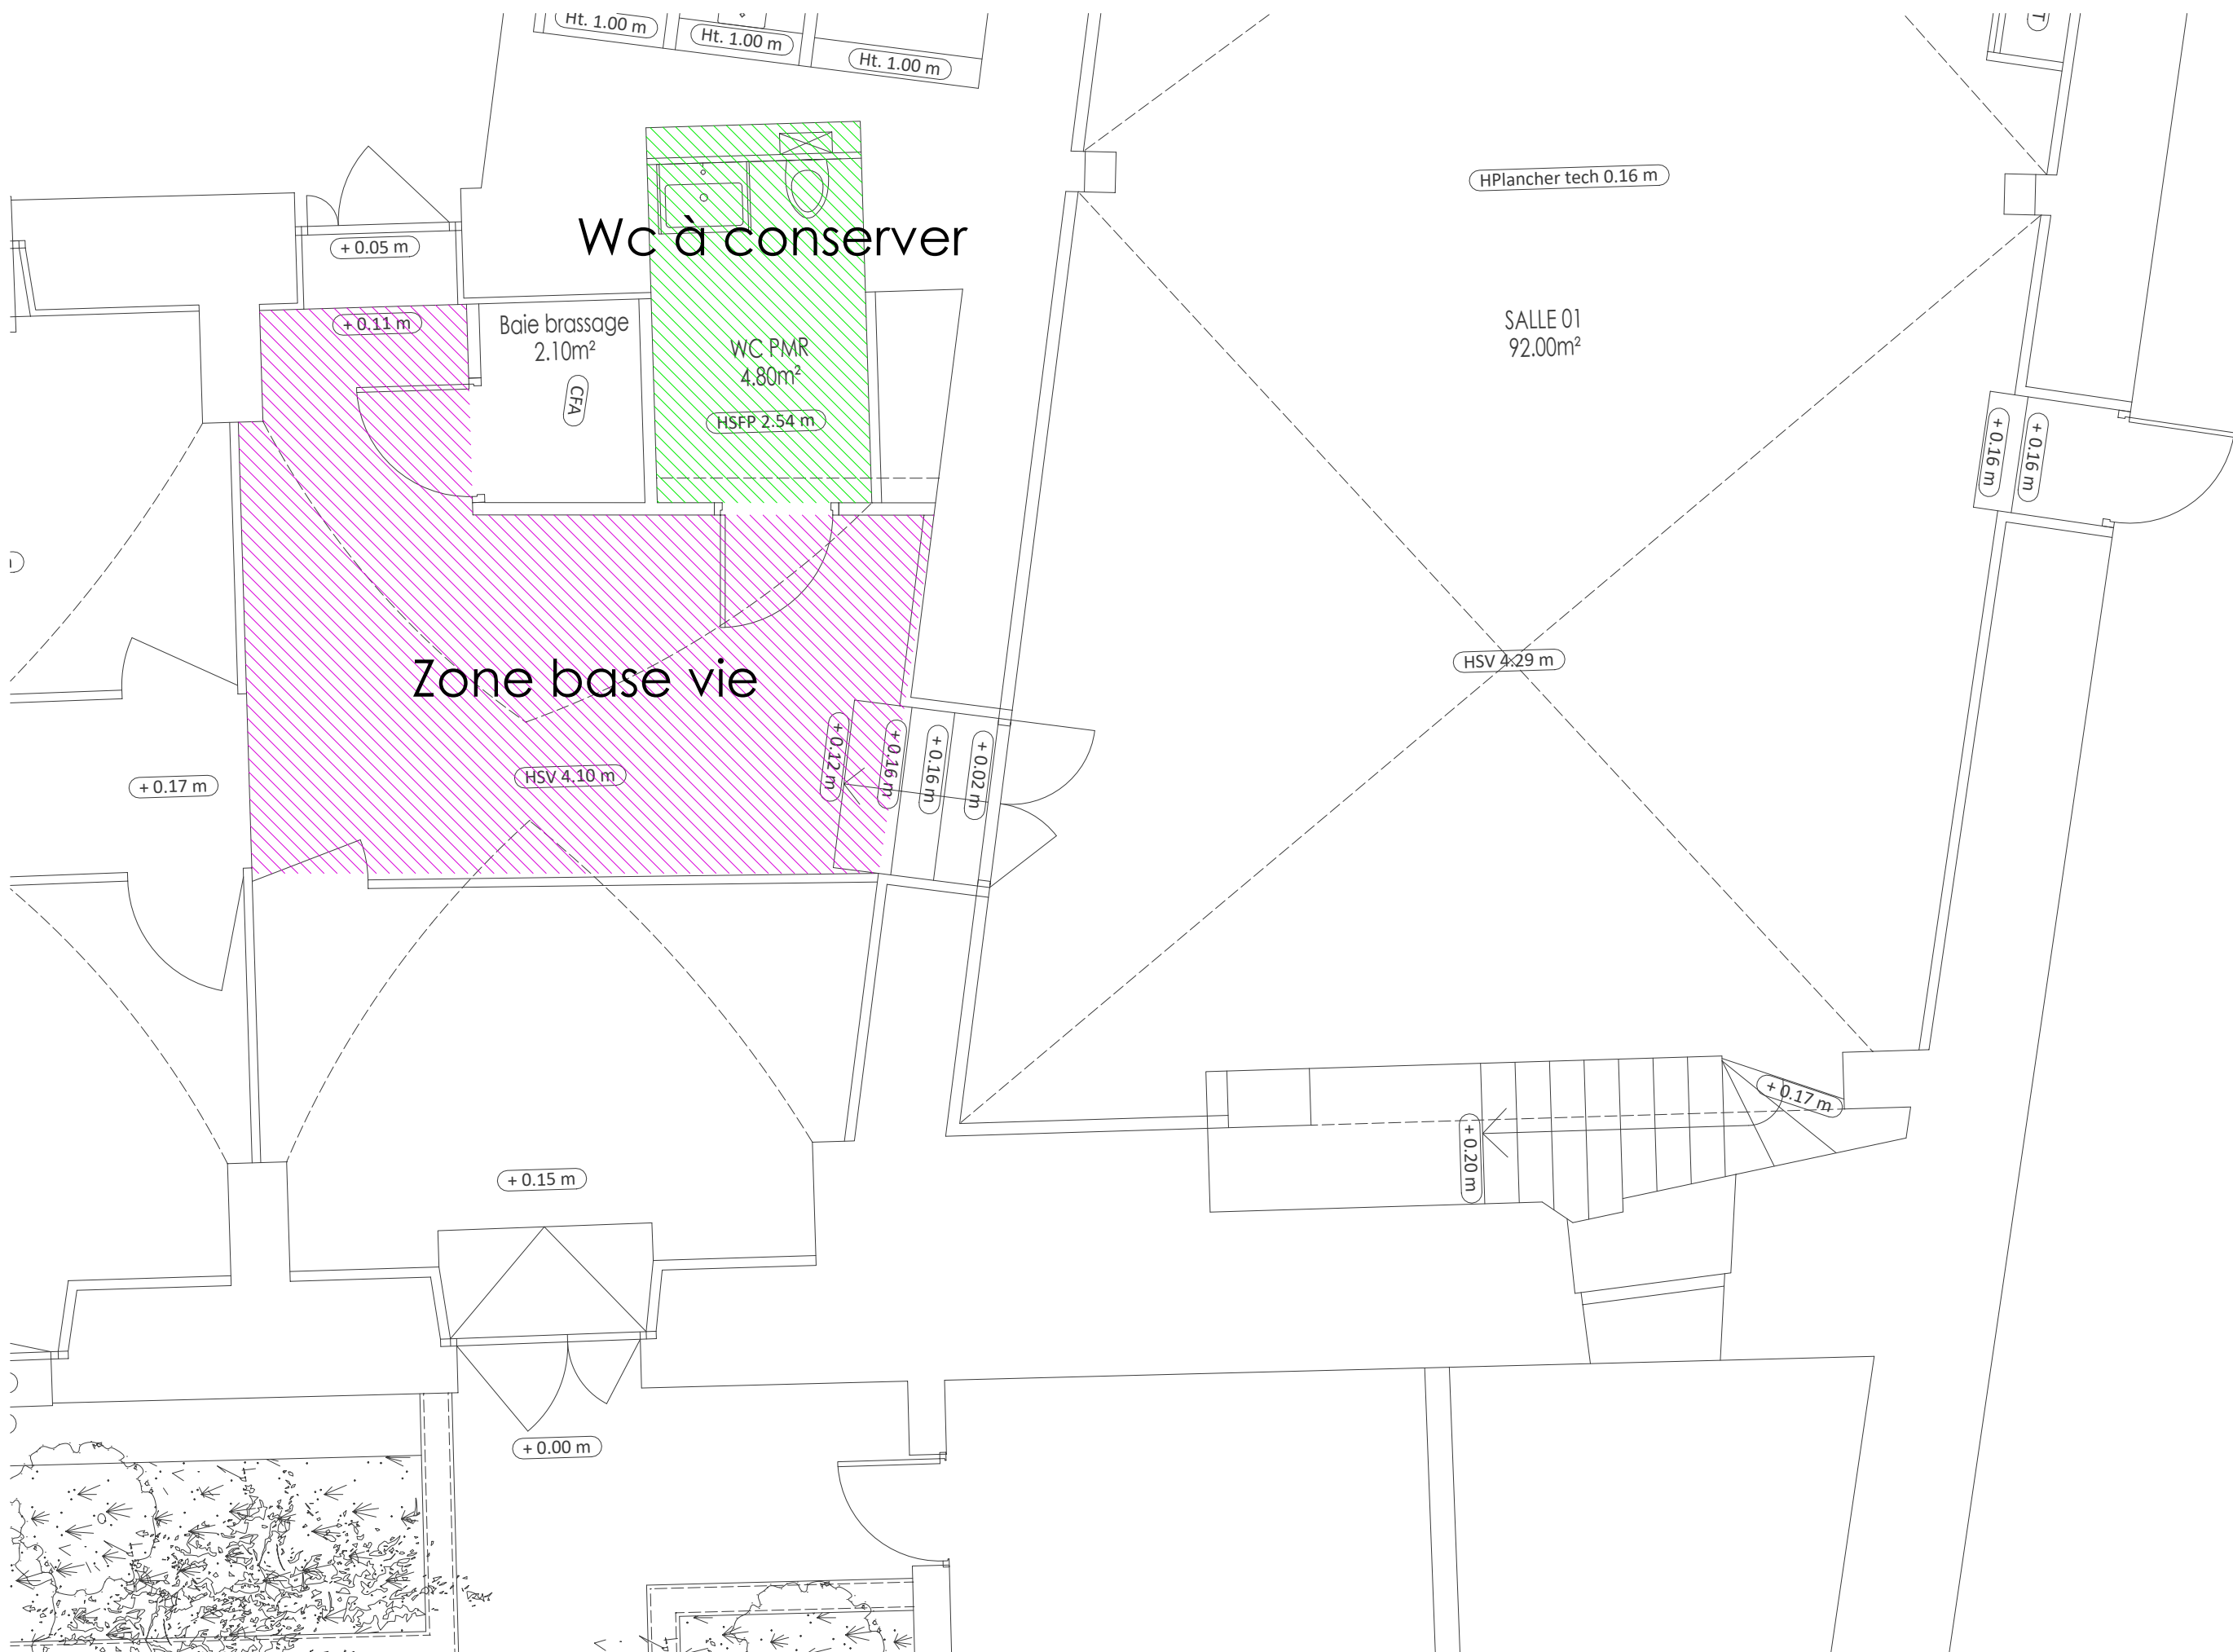 Ht. 1.00 m
Ht. 1.00 m
Ht. 1.00 m
HPlancher tech 0.16 m
Wc à conserver
+ 0.05 m
+ 0.11 m
Baie brassage
2.10m²
CFA
WC PMR
4.80m²
HSFP 2.54 m
SALLE 01
92.00m²
+ 0.16 m
+ 0.16 m
Zone base vie
HSV 4.29 m
+ 0.12 m
+ 0.16 m
+ 0.16 m
+ 0.02 m
HSV 4.10 m
+ 0.17 m
+ 0.17 m
+ 0.20 m
+ 0.15 m
+ 0.00 m